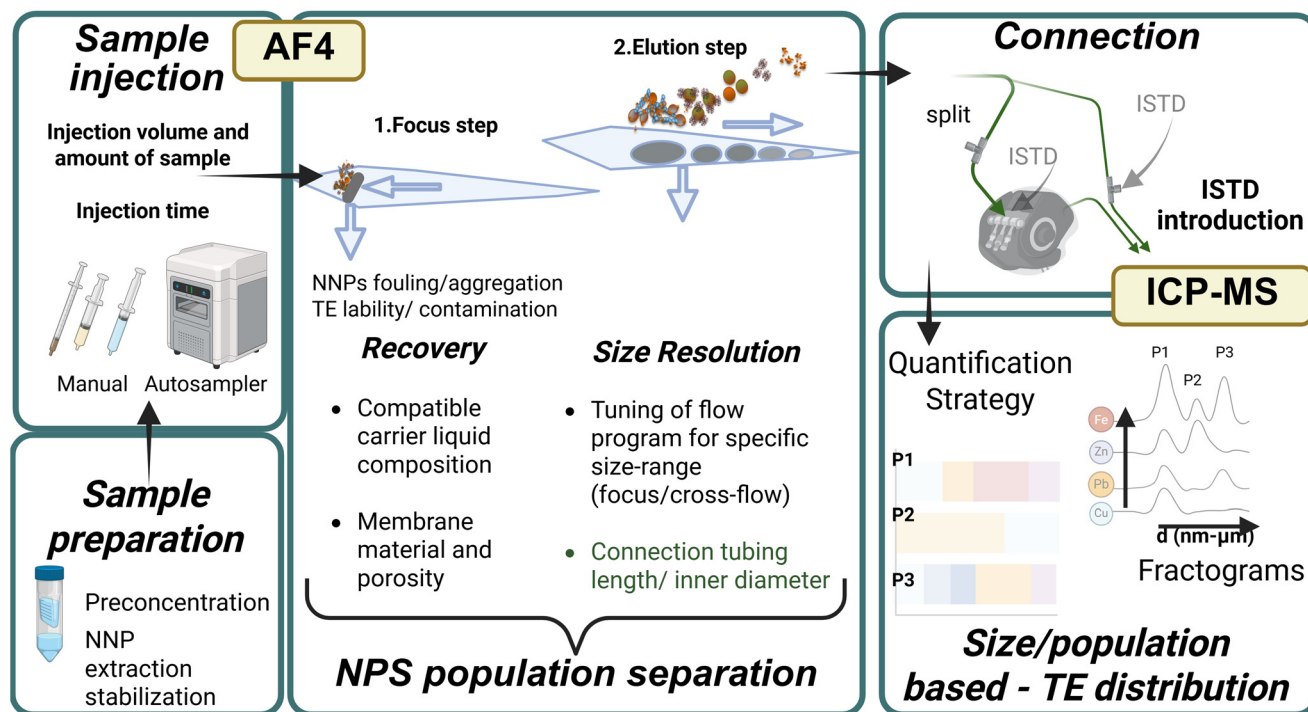 Sample
injection
AF4
Injection volume and
amount of sample
Injection time
Manual
Autosampler
Sample
preparation
Preconcentration
NNP
extraction
stabilization
1.Focus step
2.Elution step
NNPs fouling/aggregation
TE lability/ contamination
Recovery
• Compatible
carrier liquid
composition
• Membrane
material and
porosity
Size Resolution
• Tuning of flow
program for specific
size-range
(focus/cross-flow)
• Connection tubing
length/ inner diameter
NPS population separation
Connection
split
ISTD
ISTD
ISTD
introduction
ICP-MS
Quantification
Strategy
P1
P2
P3
P1
P2
P3
Fe
Zn
Pb
Cu
d (nm-µm)
Fractograms
Size/population
based - TE distribution